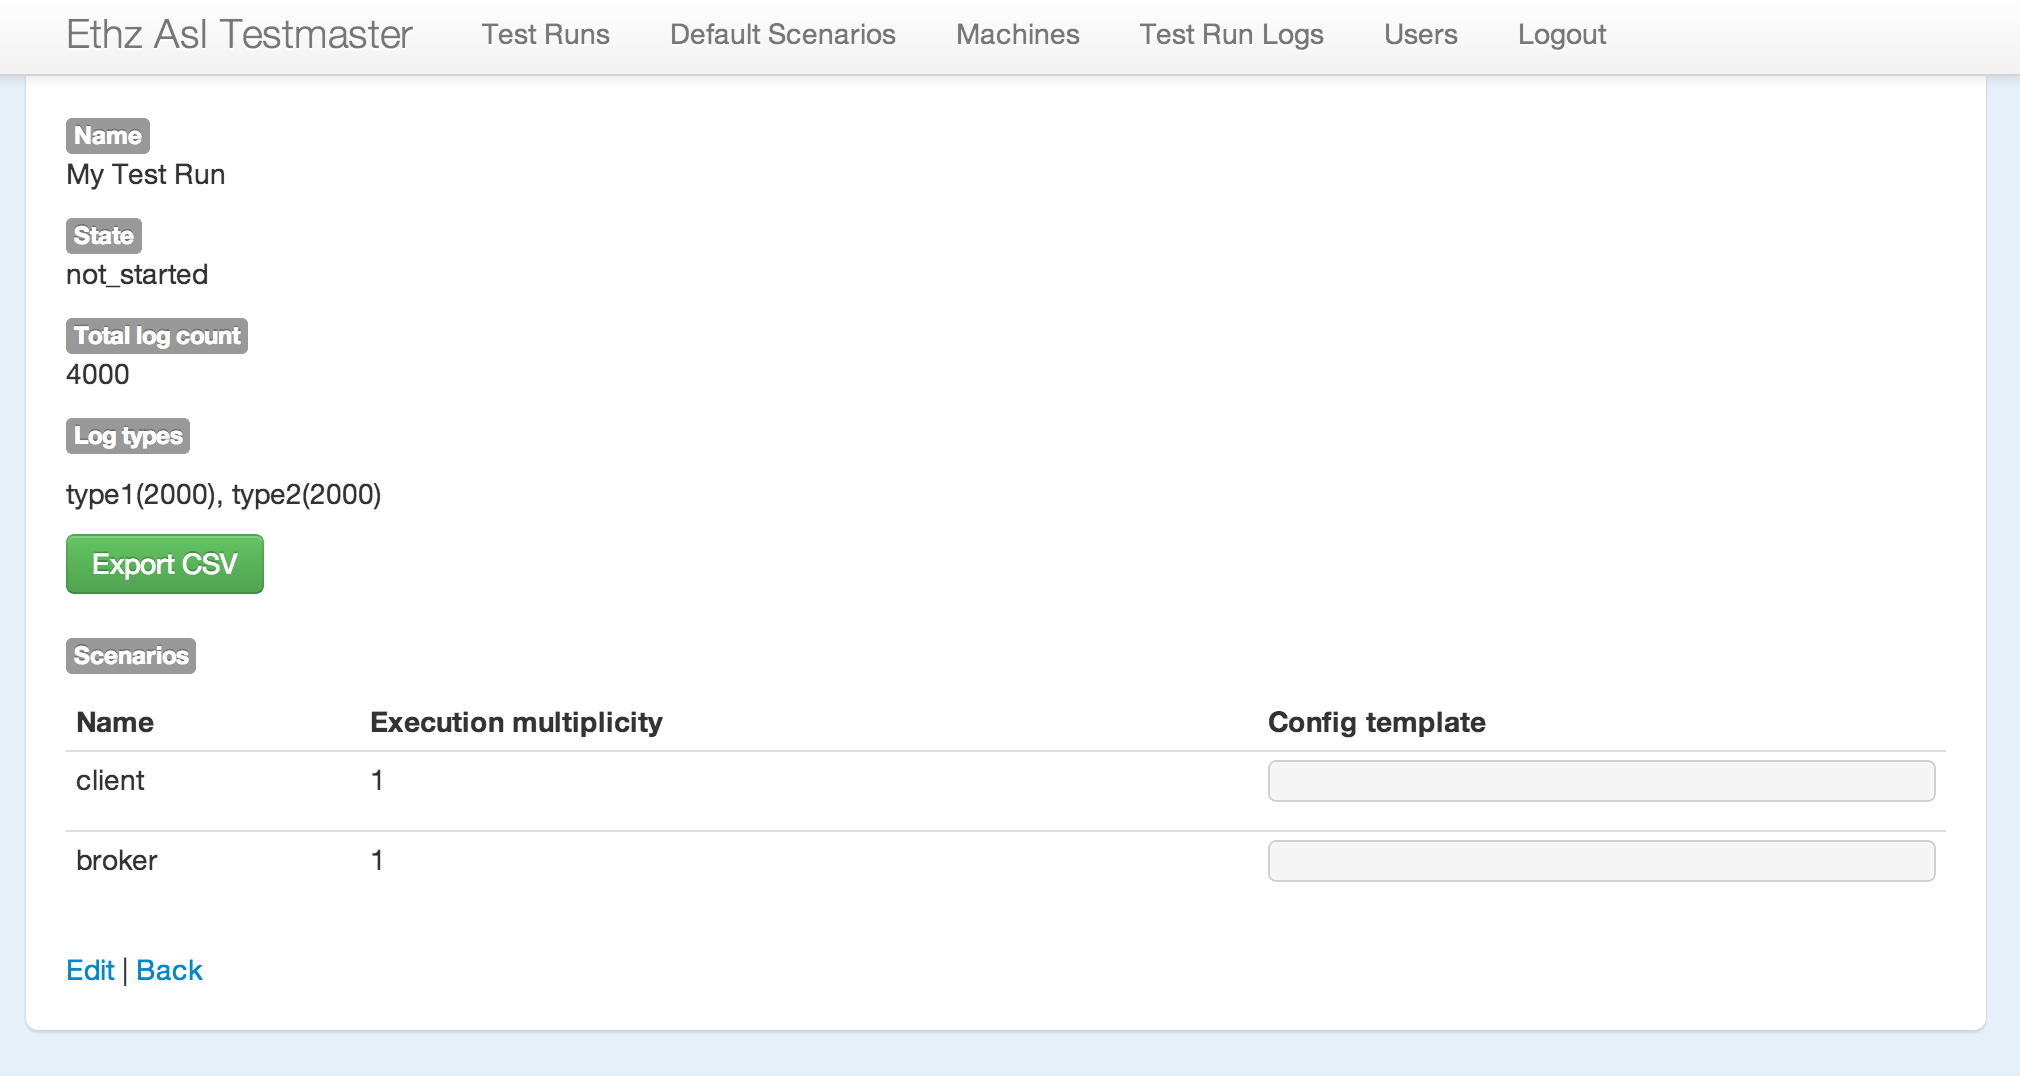 Ethz Asl Testmaster Test Runs Default Scenarios Machines Test Run Logs Users Logout
Name
My Test Run
State
not_started
Total log count
4000
Log types
type1(2000), type2(2000)
Export CSV
Scenarios
Name Execution multiplicity Config template
client 1
broker 1
Edit | Back